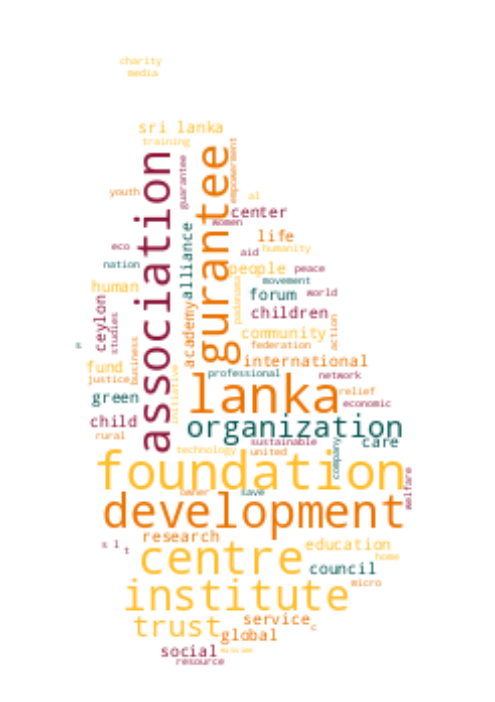 charity
media
sri lanka
training
association
gurantee
guarantee
empowerment
youth
al
center
women
life
eco
aid
humanity
nation
alliance
people
peace
movement
human
forum
world
padanama
ceylon
studies
children
academy
community
action
federation
s
business
fund
international
justice
professional
network
initiative
lanka
relief
green
economic
child
organization
rural
sustainable
care
technology
united
company
foundation
welfare
owner
save
development
research
s l
t
centre
education
home
council
micro
institute
trust
service
c
global
social
resource